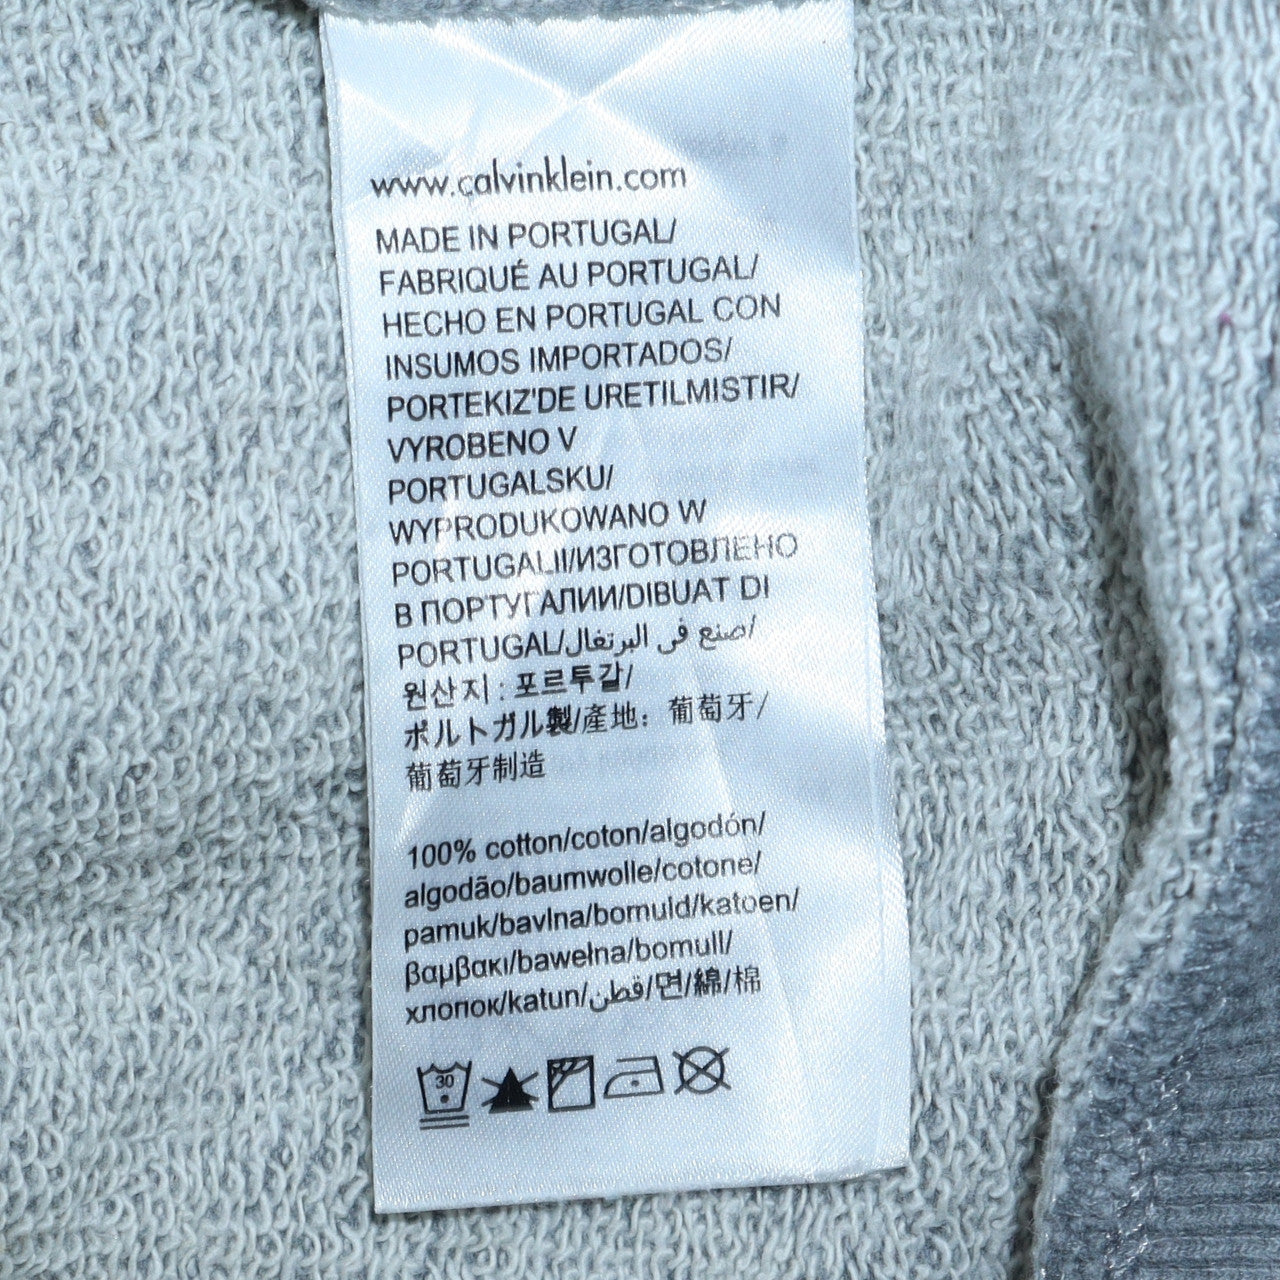 www.calvinklein.com
MADE IN PORTUGAL/
FABRIQUÉ AU PORTUGAL/
HECHO EN PORTUGAL CON
INSUMOS IMPORTADOS/
PORTEKIZ'DE URETILMISTIR/
VYROBENO V
PORTUGALSKU/
WYPRODUKOWANO W
PORTUGALII/ИЗГОТОВЛЕНО
В ПОРТУГАЛИИ/DIBUAT DI
PORTUGAL/صنع في البرتغال/
원산지 : 포르투갈/
ポルトガル製/產地：葡萄牙/
葡萄牙制造
100% cotton/coton/algodón/
algodão/baumwolle/cotone/
pamuk/bavlna/bomuld/katoen/
βαμβακι/bawełna/bomull/
хлопок/katun/قطن/면/綿/棉
30